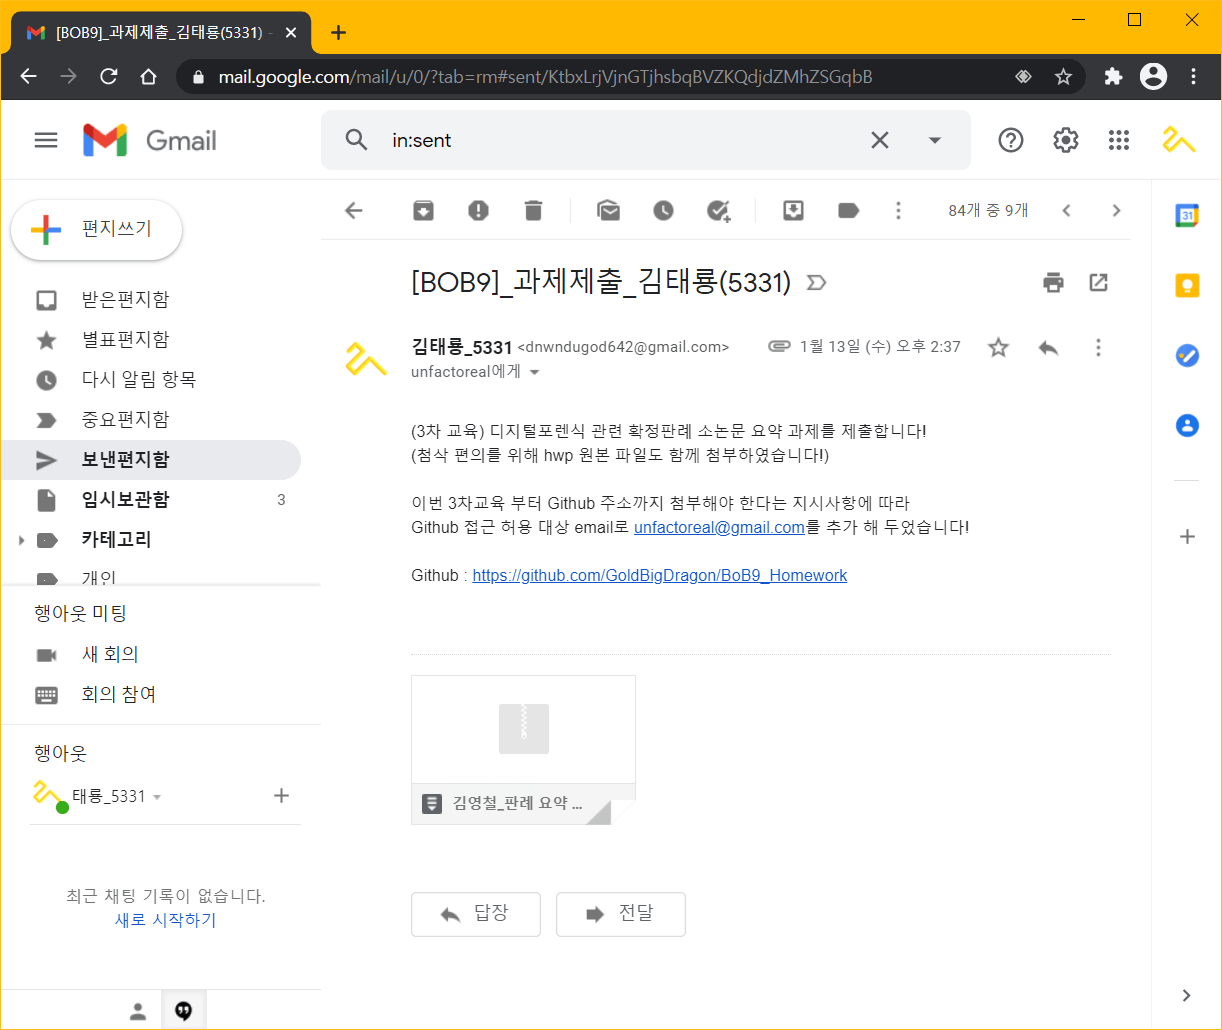 [BOB9]_과제제출_김태룡(5331) -
mail.google.com/mail/u/0/?tab=rm#sent/KtbxLrjVjnGTjhsbqBVZKQdjdZMhZSGqbB
Gmail
in:sent
편지쓰기
84개 중 9개
31
[BOB9]_과제제출_김태룡(5331)
받은편지함
별표편지함
다시 알림 항목
중요편지함
보낸편지함
임시보관함 3
카테고리
개인
김태룡_5331 <dnwndugod642@gmail.com> 1월 13일 (수) 오후 2:37
unfactoreal에게
(3차 교육) 디지털포렌식 관련 확정판례 소논문 요약 과제를 제출합니다!
(첨삭 편의를 위해 hwp 원본 파일도 함께 첨부하였습니다!)
이번 3차교육 부터 Github 주소까지 첨부해야 한다는 지시사항에 따라
Github 접근 허용 대상 email로 unfactoreal@gmail.com를 추가 해 두었습니다!
Github : https://github.com/GoldBigDragon/BoB9_Homework
행아웃 미팅
새 회의
회의 참여
행아웃
태룡_5331
최근 채팅 기록이 없습니다.
새로 시작하기
김영철_판례 요약 ...
답장
전달